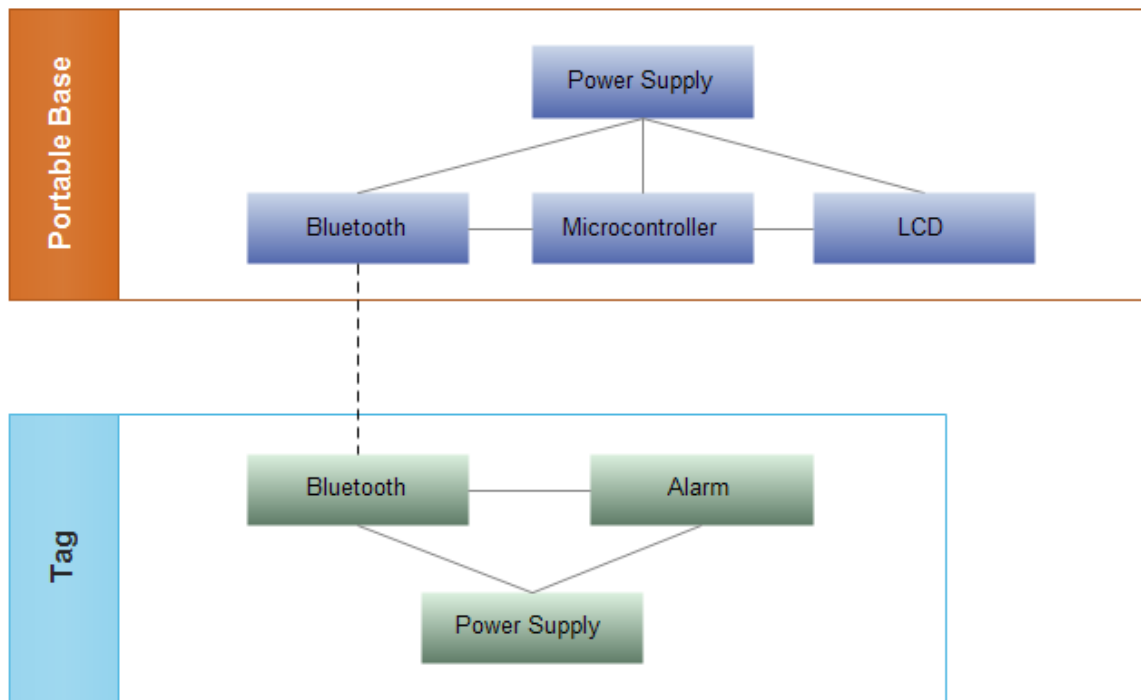 Portable Base
Power Supply
Bluetooth
Microcontroller
LCD
Tag
Bluetooth
Alarm
Power Supply